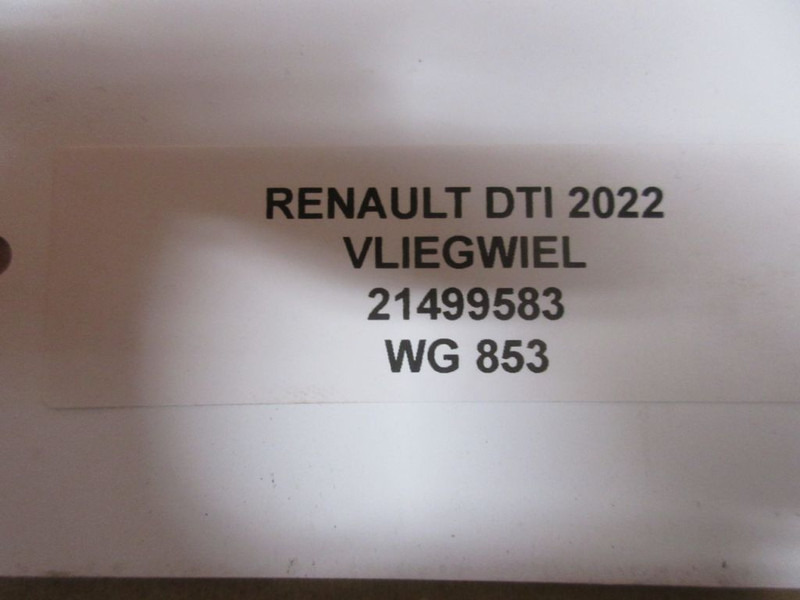 RENAULT DTI 2022
VLIEGWIEL
21499583
WG 853